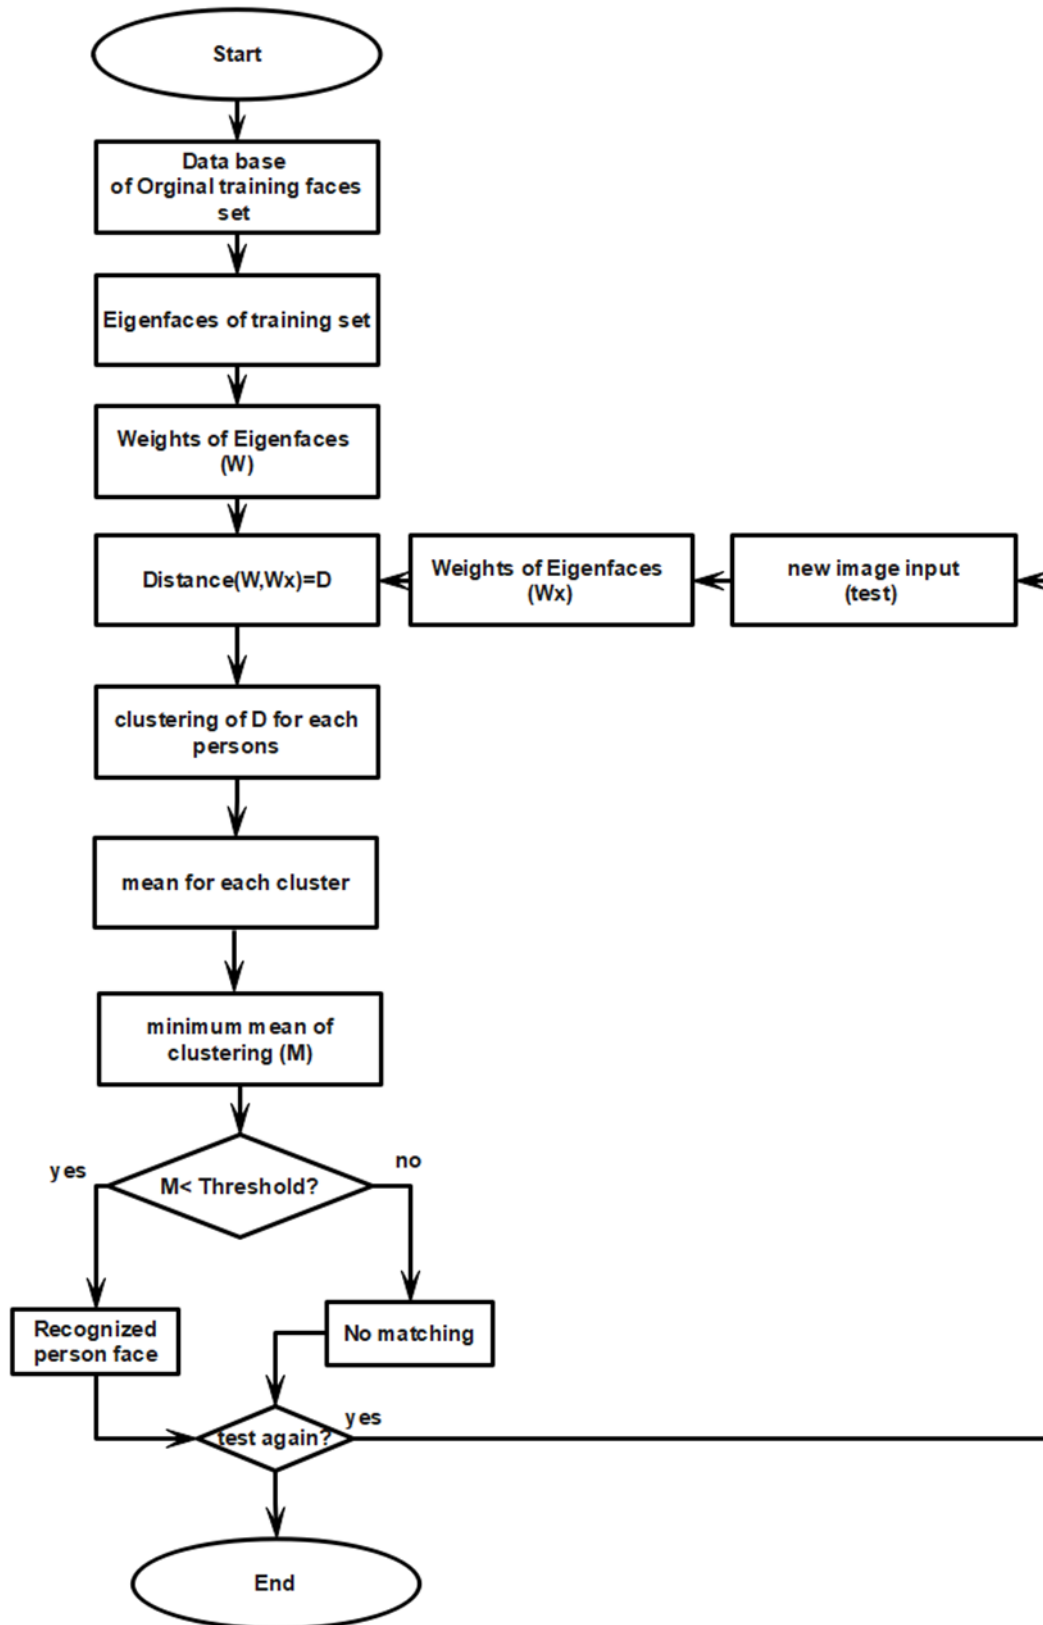 Start
Data base
of Orginal training faces
set
Eigenfaces of training set
Weights of Eigenfaces
(W)
Distance(W,Wx)=D
Weights of Eigenfaces
(Wx)
new image input
(test)
clustering of D for each
persons
mean for each cluster
minimum mean of
clustering (M)
yes
M< Threshold?
no
Recognized
person face
No matching
test again?
yes
End